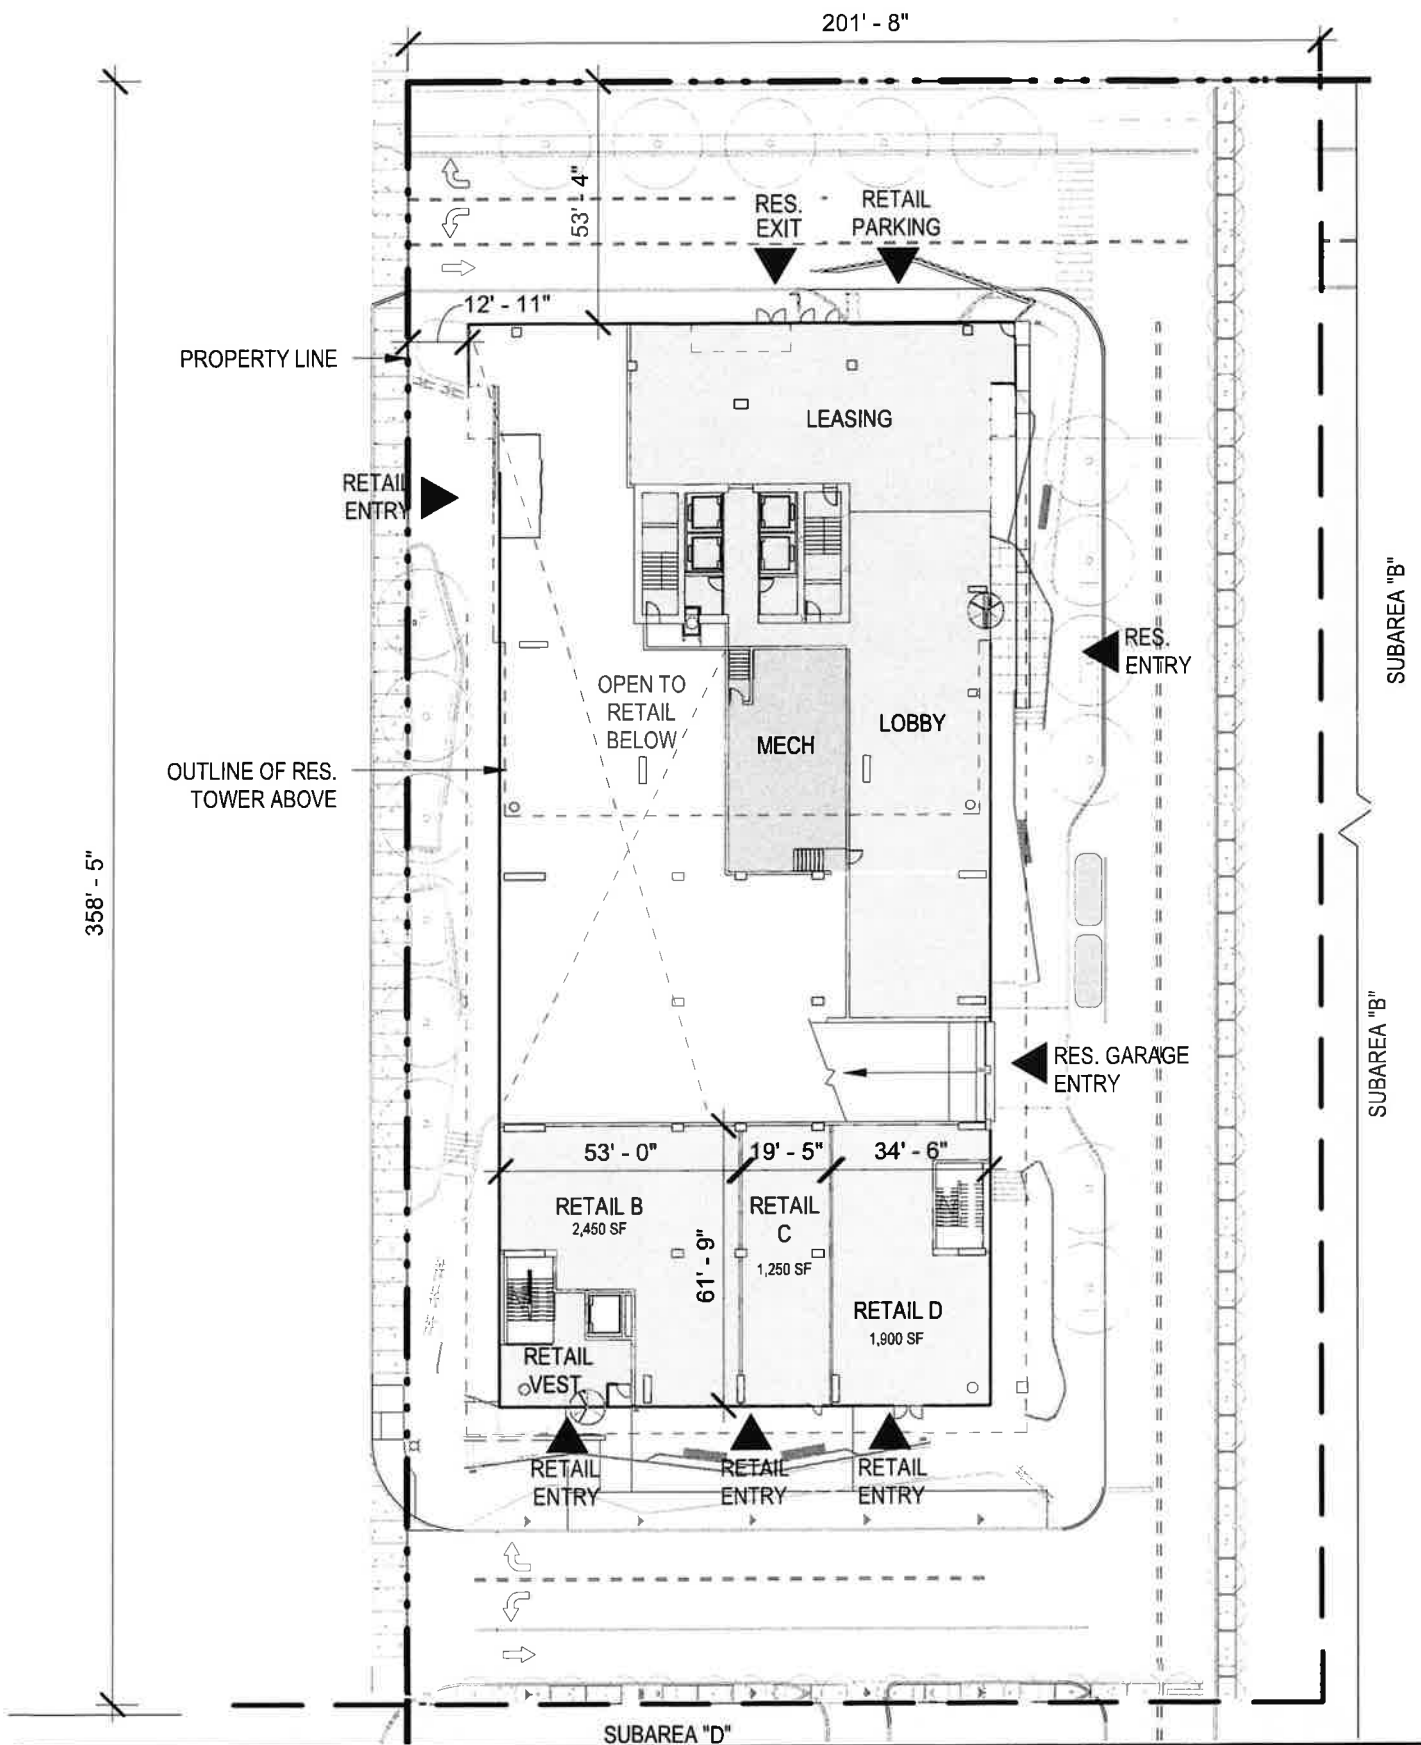 201' - 8"
53' - 4"
RES.
EXIT
RETAIL
PARKING
12' - 11"
PROPERTY LINE
LEASING
RETAIL
ENTRY
SUBAREA "B"
RES.
ENTRY
OPEN TO
RETAIL
BELOW
MECH
LOBBY
OUTLINE OF RES.
TOWER ABOVE
358' - 5"
SUBAREA "B"
RES. GARAGE
ENTRY
53' - 0"
19' - 5"
34' - 6"
RETAIL B
2,450 SF
RETAIL
C
1,250 SF
61' - 9"
RETAIL D
1,900 SF
RETAIL
VEST
RETAIL
ENTRY
RETAIL
ENTRY
RETAIL
ENTRY
SUBAREA "D"